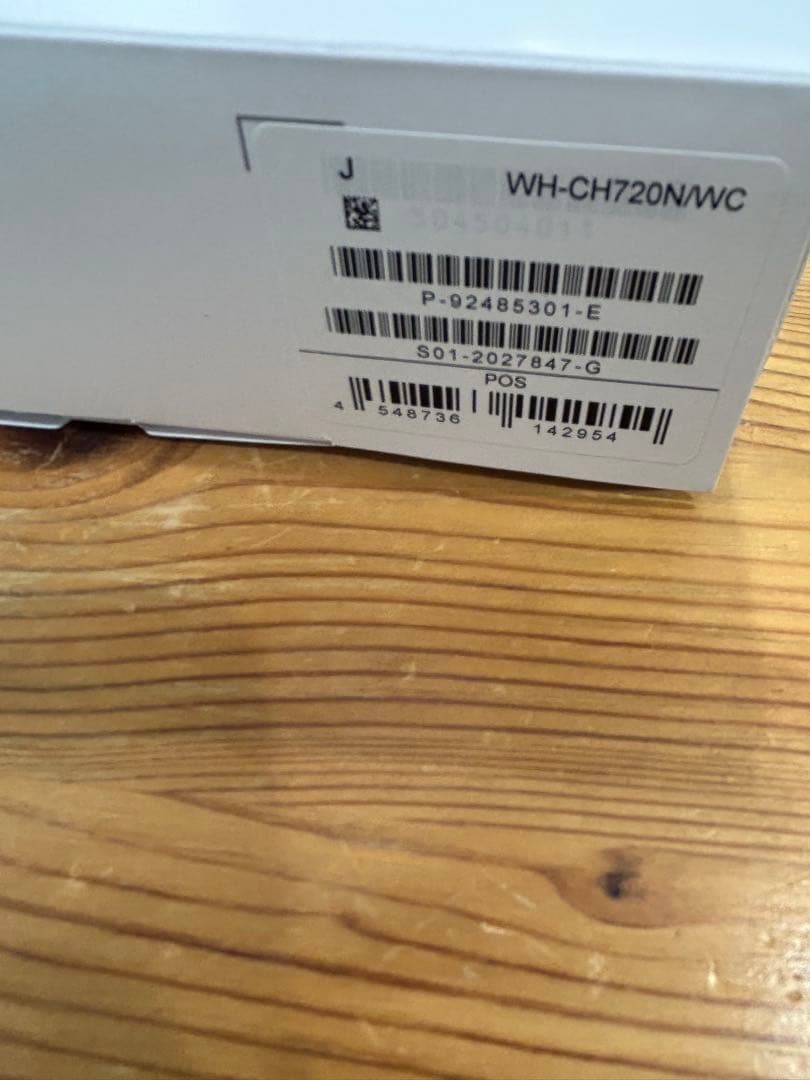 J
WH-CH720N/WC
P-92485301-E
S01-2027847-G
POS
4 548736 142954